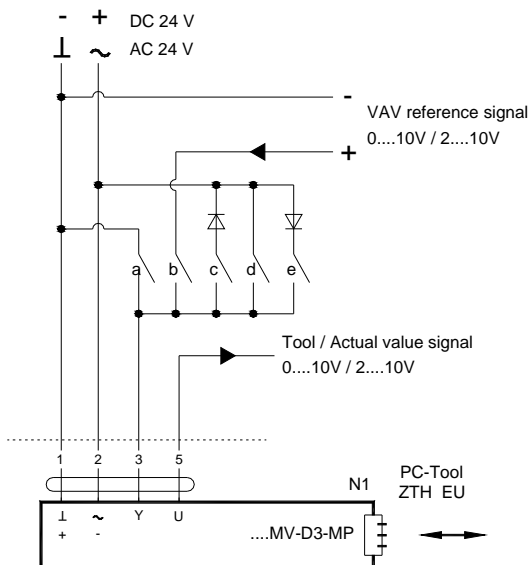 - + DC 24 V
⊥ ~ AC 24 V
-
VAV reference signal
+ 0....10V / 2....10V
a b c d e
Tool / Actual value signal
0....10V / 2....10V
1 2 3 5
N1
PC-Tool
ZTH EU
⊥ ~ Y U
+ -
....MV-D3-MP